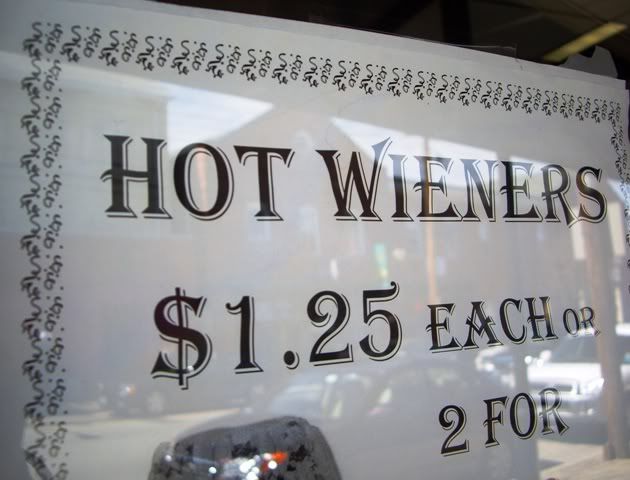 HOT WIENERS
$1.25 EACH OR
2 FOR